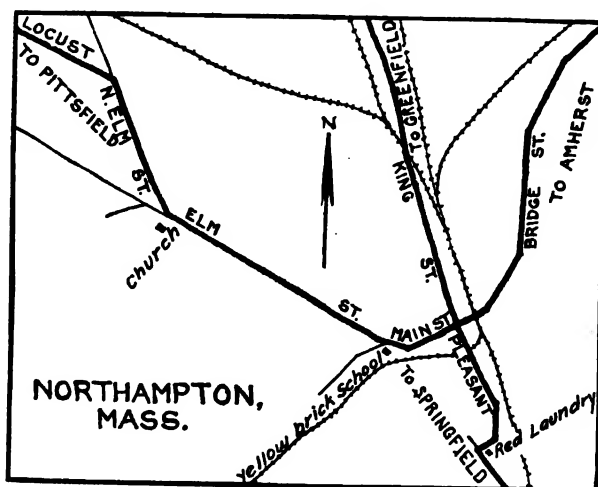 LOCUST
TO PITTSFIELD
N. ELM
ST.
TO GREENFIELD
KING
ST.
BRIDGE ST.
TO AMHERST
N
ELM
ST.
Church
MAIN ST.
PLEASANT
Yellow brick School
TO SPRINGFIELD
Red Laundry
NORTHAMPTON,
MASS.